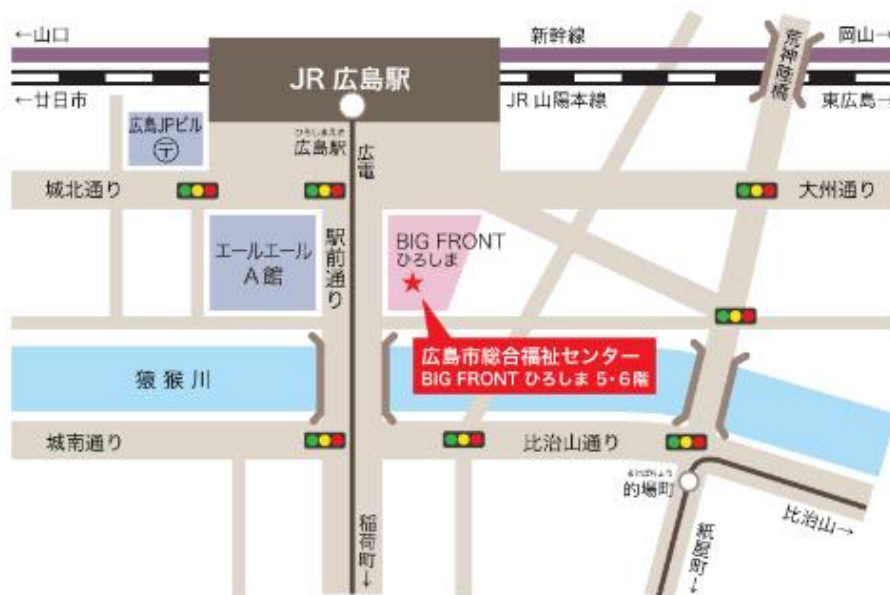 ←山口
新幹線
岡山→
荒神陸橋
JR 広島駅
←廿日市
JR 山陽本線
東広島→
広島JPビル
〒
ひろしまえき
広島駅
広電
城北通り
大州通り
エールエール
A館
駅前通り
BIG FRONT
ひろしま
広島市総合福祉センター
BIG FRONT ひろしま 5・6階
猿猴川
城南通り
比治山通り
まとばちょう
的場町
稲荷町→
紙屋町→
比治山→